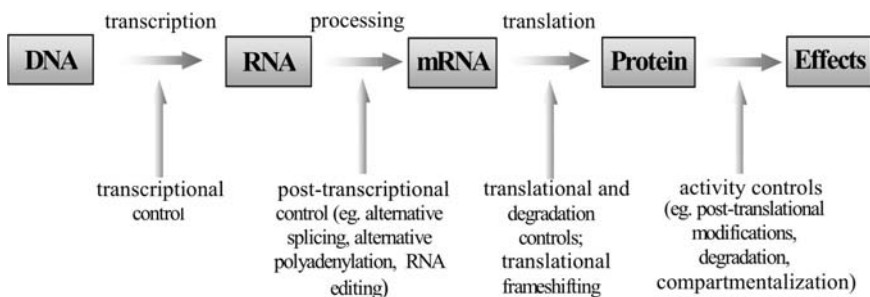 transcription processing translation
DNA RNA mRNA Protein Effects
transcriptional
control
post-transcriptional
control (eg. alternative
splicing, alternative
polyadenylation, RNA
editing)
translational and
degradation
controls;
translational
frameshifting
activity controls
(eg. post-translational
modifications,
degradation,
compartmentalization)